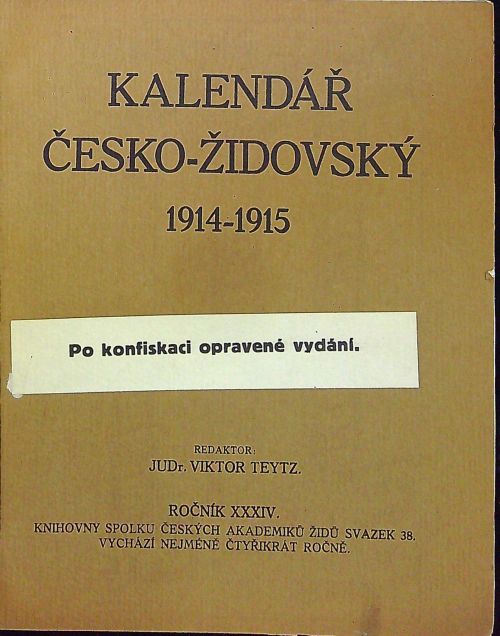 KALENDÁŘ
ČESKO-ŽIDOVSKÝ
1914-1915
Po konfiskaci opravené vydání.
REDAKTOR:
JUDr. VIKTOR TEYTZ.
ROČNÍK XXXIV.
KNIHOVNY SPOLKU ČESKÝCH AKADEMIKŮ ŽIDŮ SVAZEK 38.
VYCHÁZÍ NEJMÉNĚ ČTYŘIKRÁT ROČNĚ.